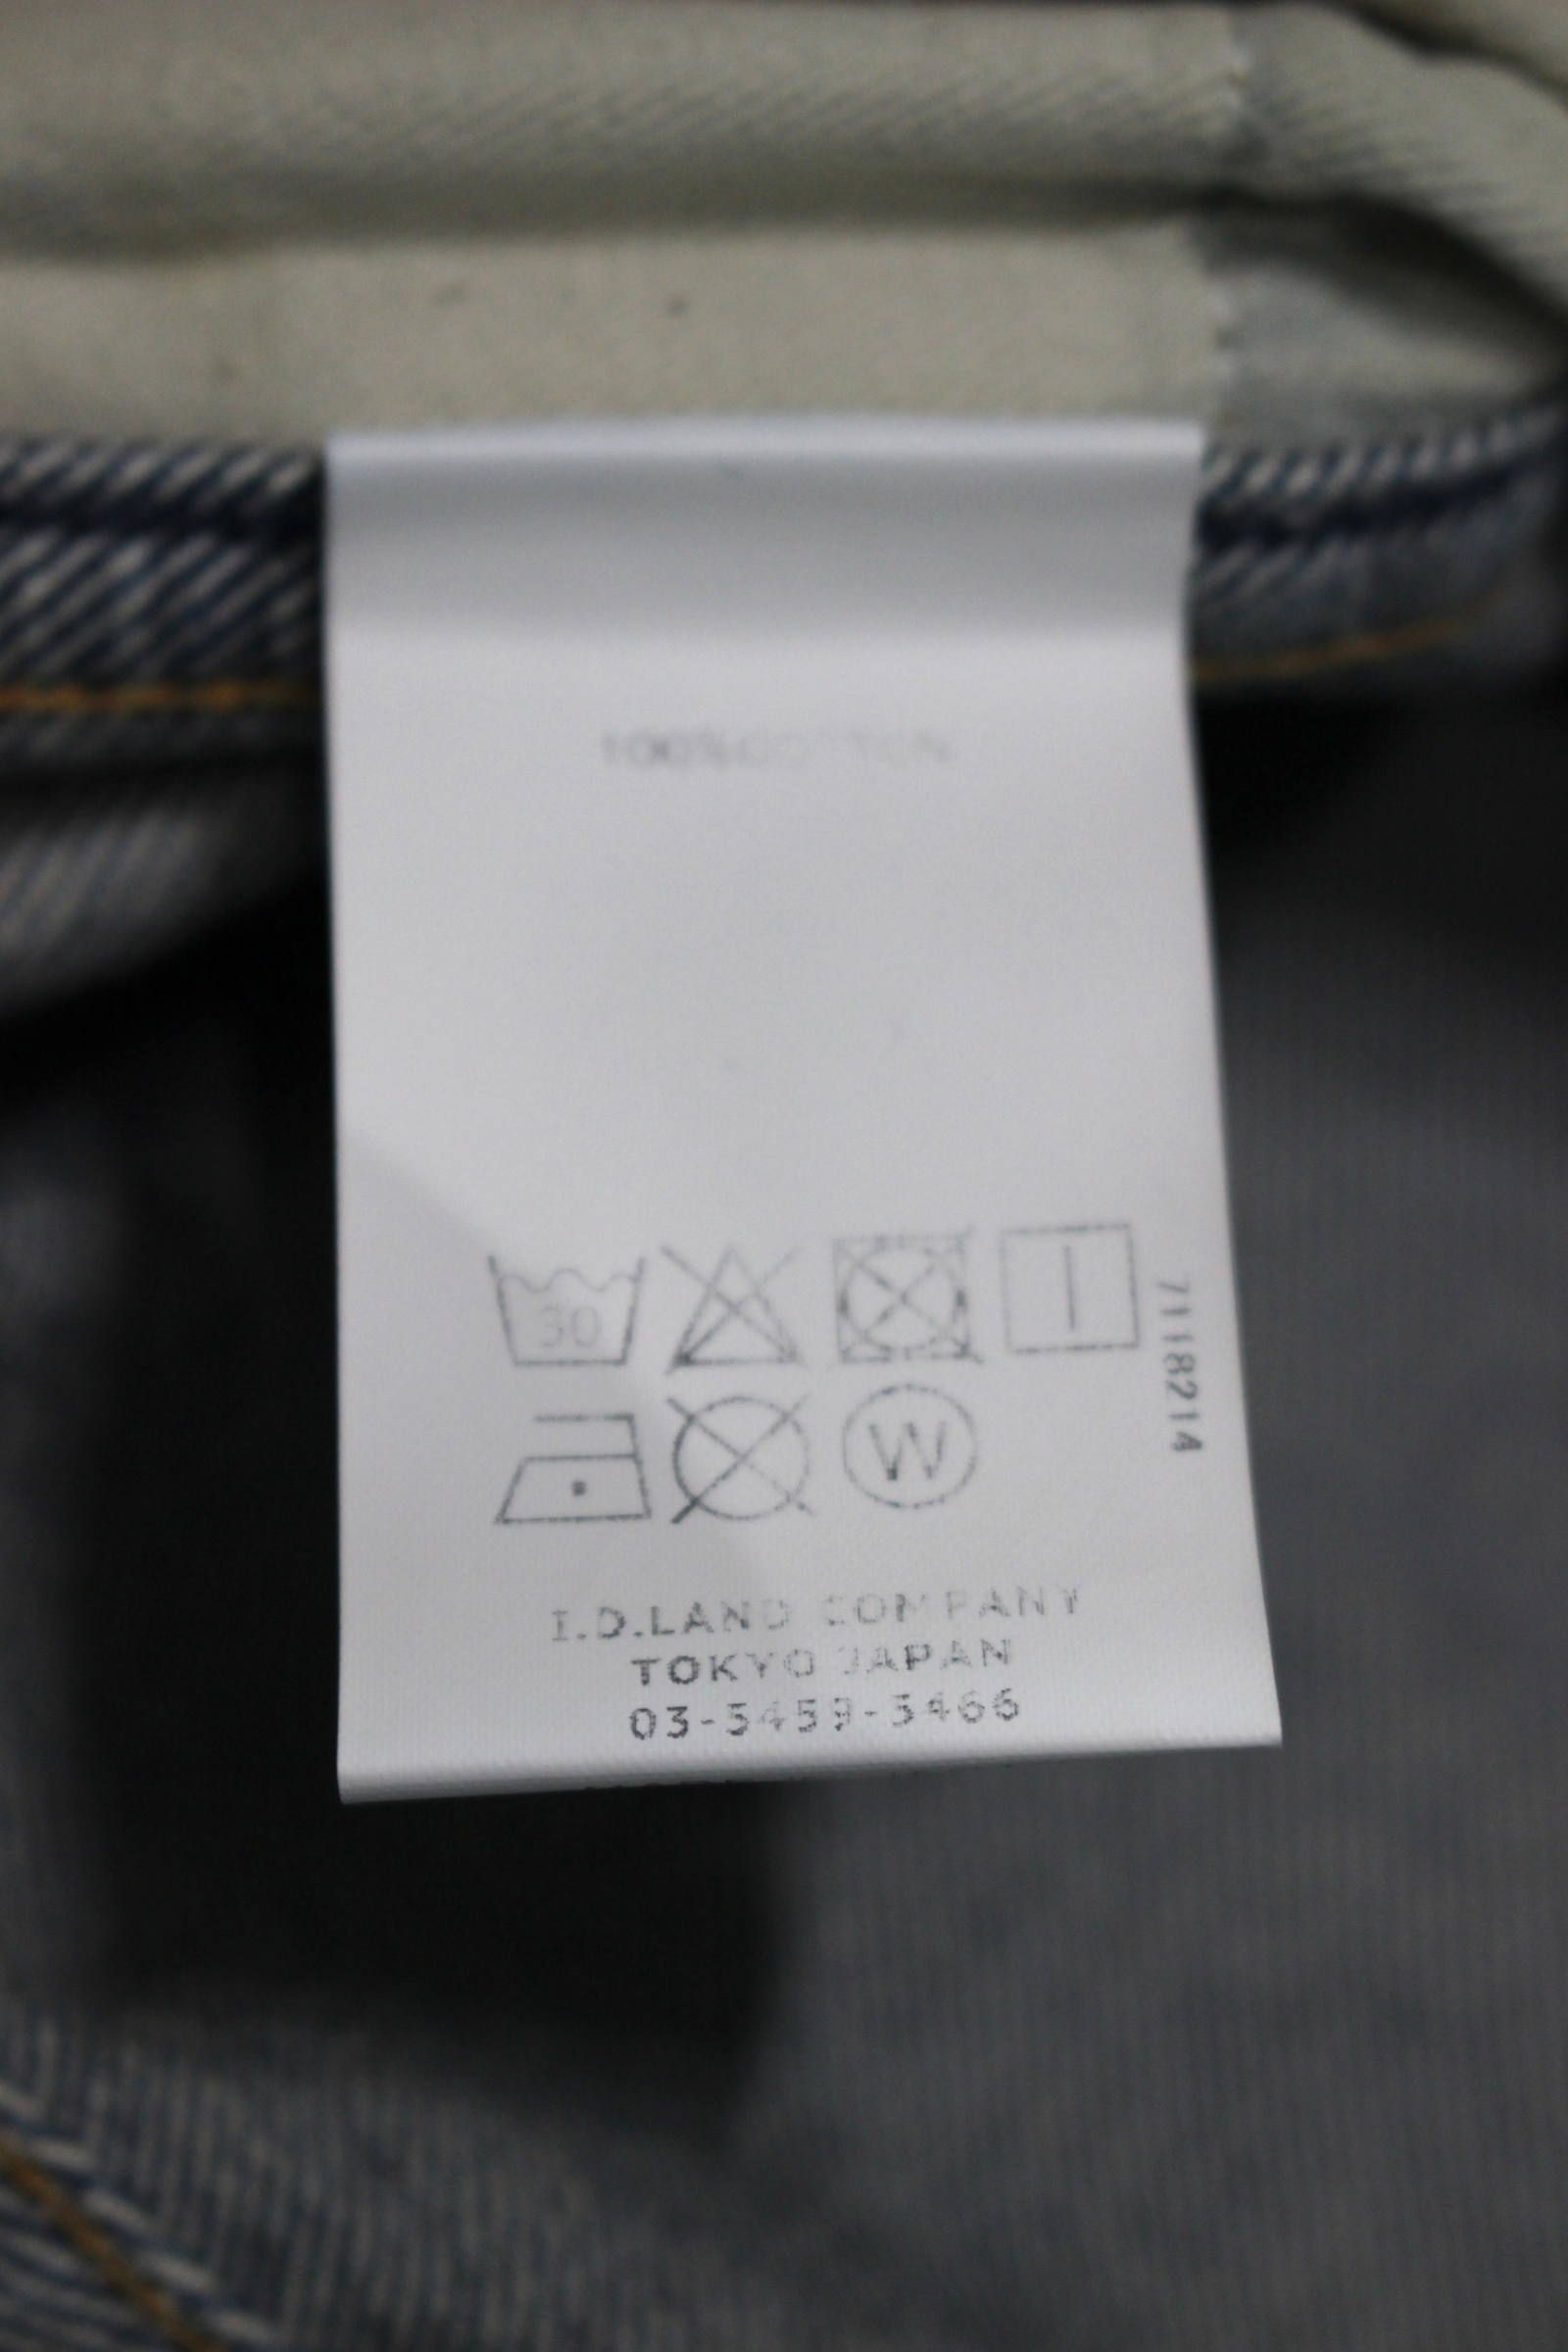 100%COTTON
30
7118214
W
I.D.LAND COMPANY
TOKYO JAPAN
03-5459-5466